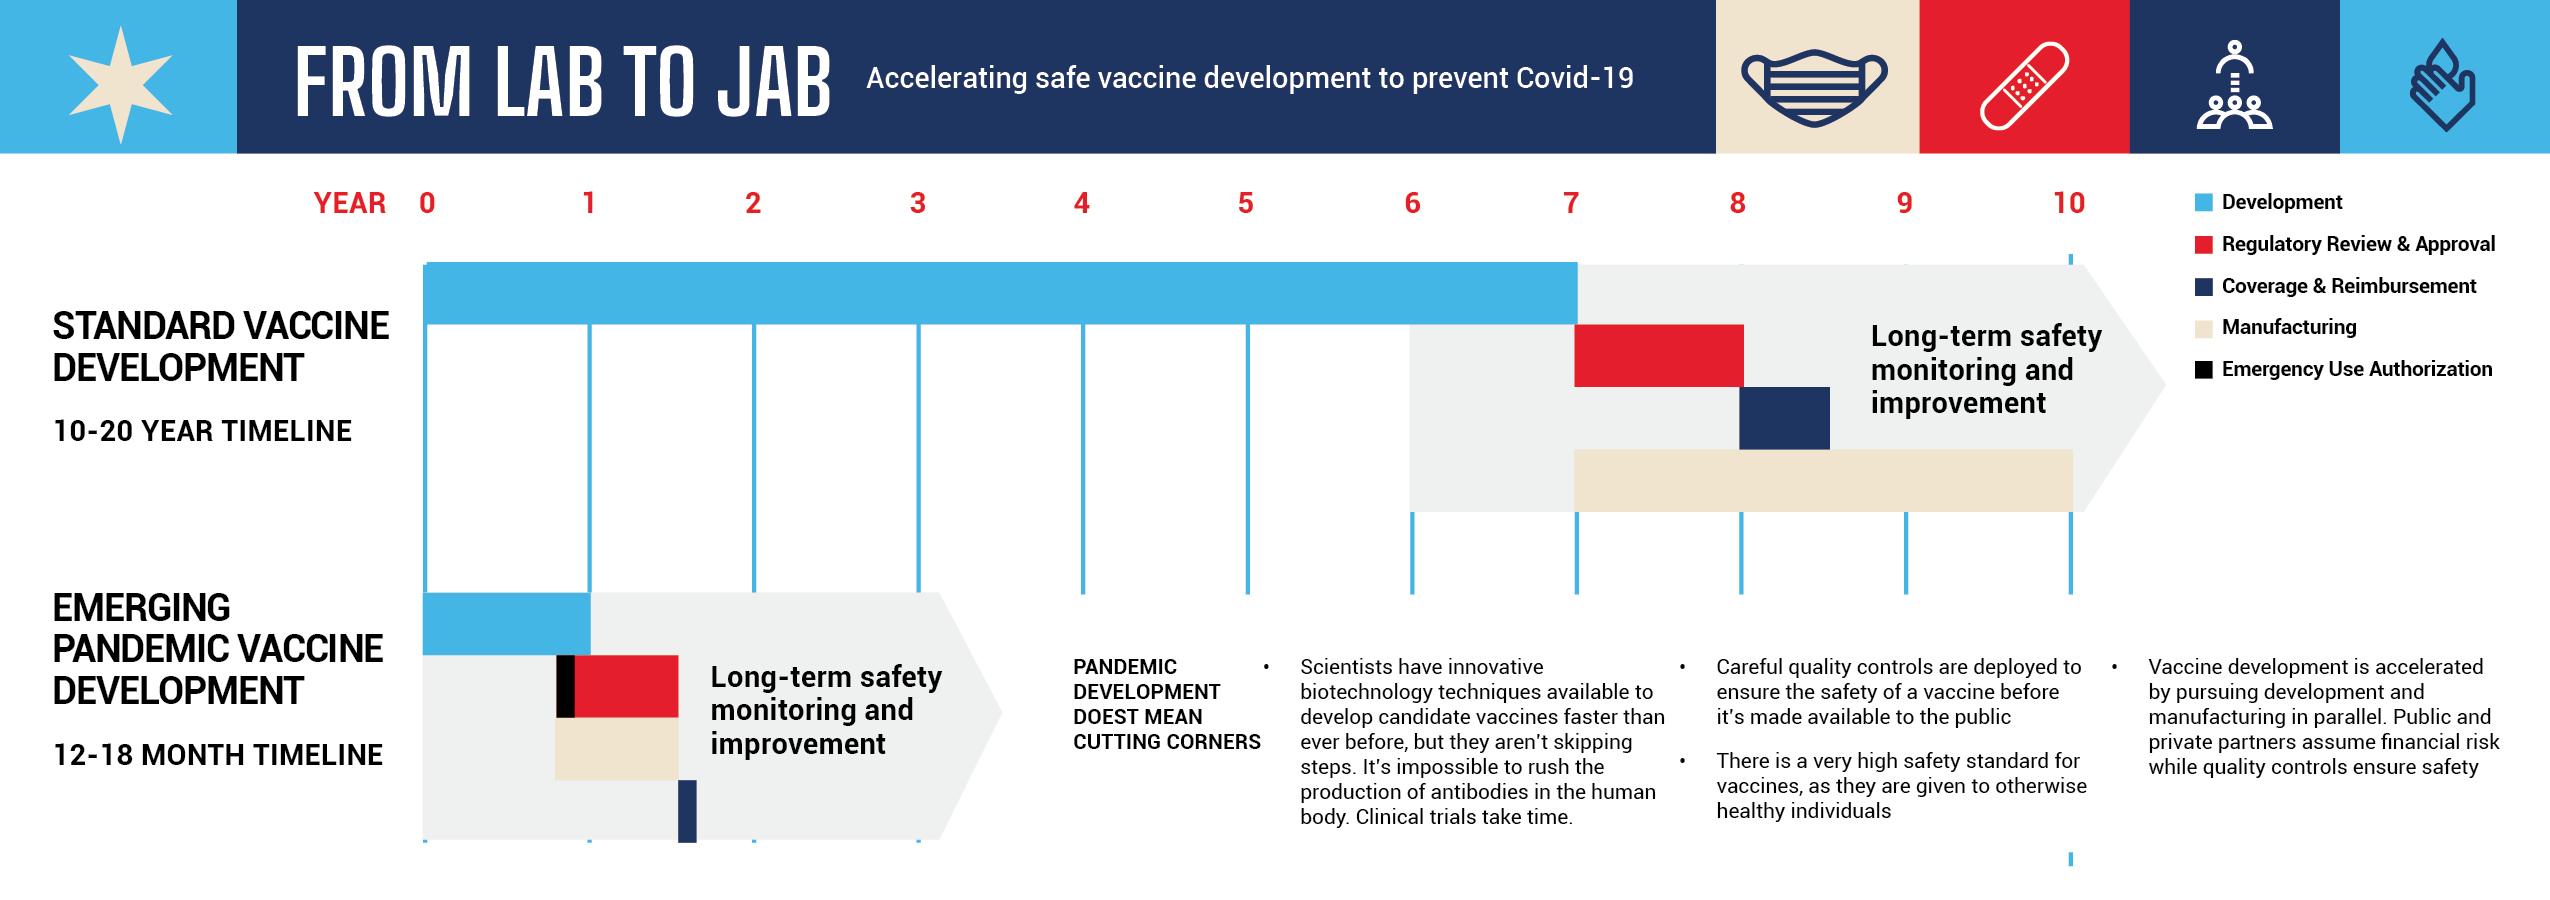 FROM LAB TO JAB
Accelerating safe vaccine development to prevent Covid-19
YEAR 0 1 2 3 4 5 6 7 8 9 10
Development
Regulatory Review & Approval
Coverage & Reimbursement
Manufacturing
Emergency Use Authorization
STANDARD VACCINE
DEVELOPMENT
10-20 YEAR TIMELINE
Long-term safety
monitoring and
improvement
EMERGING
PANDEMIC VACCINE
DEVELOPMENT
12-18 MONTH TIMELINE
Long-term safety
monitoring and
improvement
PANDEMIC
DEVELOPMENT
DOEST MEAN
CUTTING CORNERS
• Scientists have innovative
biotechnology techniques available to
develop candidate vaccines faster than
ever before, but they aren't skipping
steps. It's impossible to rush the
production of antibodies in the human
body. Clinical trials take time.
• Careful quality controls are deployed to
ensure the safety of a vaccine before
it's made available to the public
• There is a very high safety standard for
vaccines, as they are given to otherwise
healthy individuals
• Vaccine development is accelerated
by pursuing development and
manufacturing in parallel. Public and
private partners assume financial risk
while quality controls ensure safety